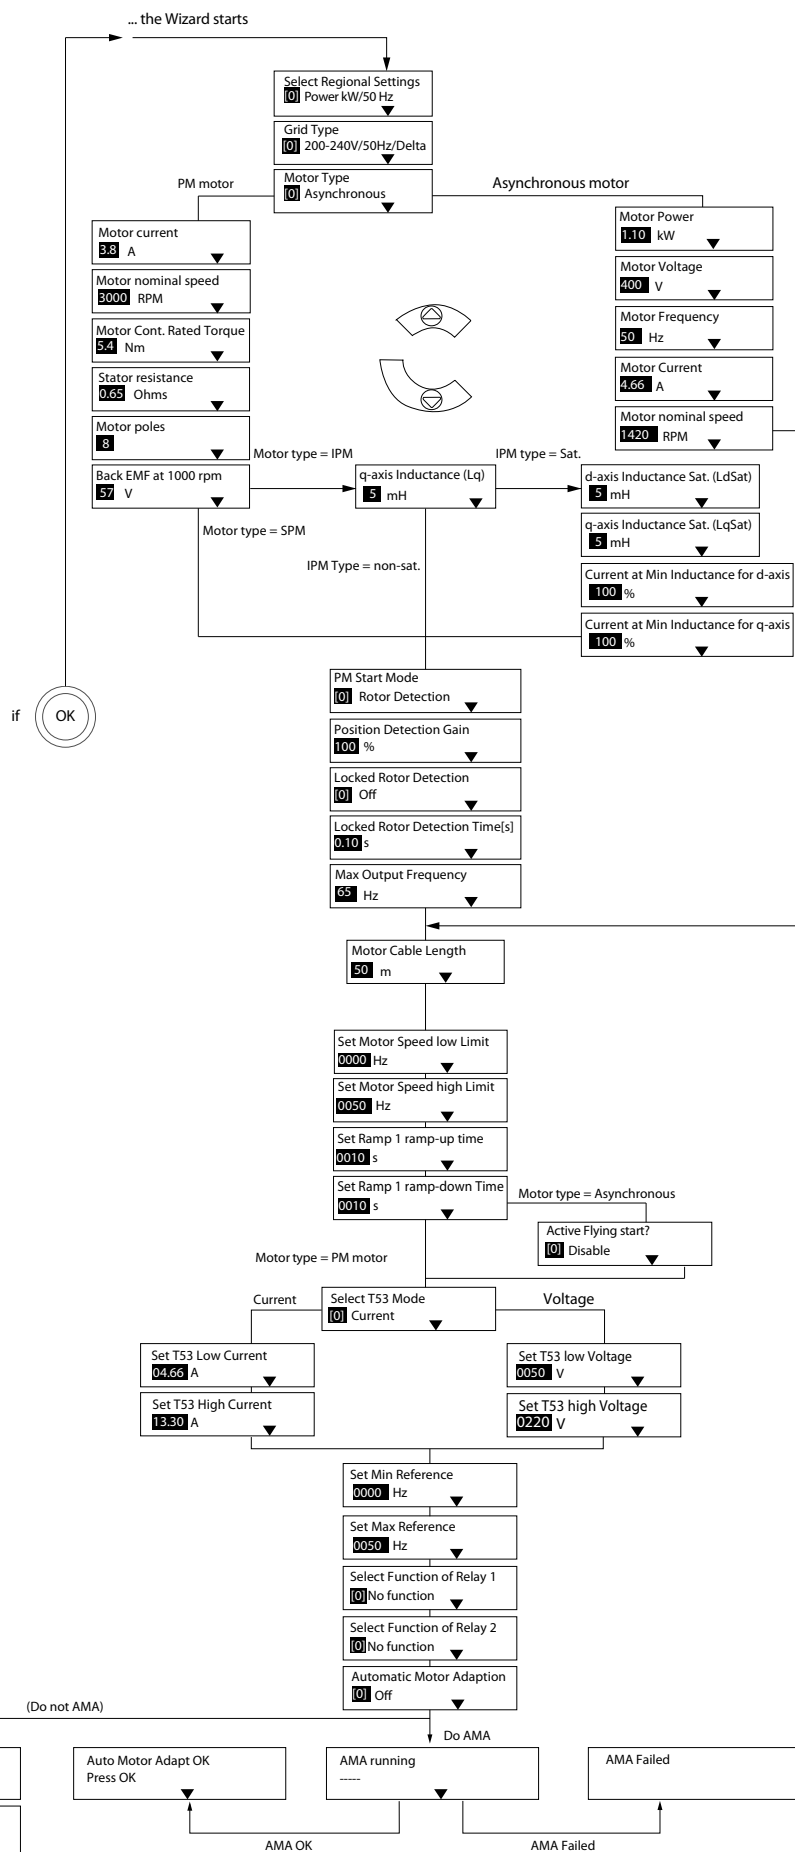 ... the Wizard starts
Select Regional Settings
[0] Power kW/50 Hz
Grid Type
[0] 200-240V/50Hz/Delta
Motor Type
[0] Asynchronous
PM motor
Asynchronous motor
Motor current
3.8 A
Motor nominal speed
3000 RPM
Motor Cont. Rated Torque
5.4 Nm
Stator resistance
0.65 Ohms
Motor poles
8
Back EMF at 1000 rpm
57 V
Motor Power
1.10 kW
Motor Voltage
400 V
Motor Frequency
50 Hz
Motor Current
4.66 A
Motor nominal speed
1420 RPM
Motor type = IPM
q-axis Inductance (Lq)
5 mH
IPM type = Sat.
d-axis Inductance Sat. (LdSat)
5 mH
q-axis Inductance Sat. (LqSat)
5 mH
Current at Min Inductance for d-axis
100 %
Current at Min Inductance for q-axis
100 %
Motor type = SPM
IPM Type = non-sat.
if
OK
PM Start Mode
[0] Rotor Detection
Position Detection Gain
100 %
Locked Rotor Detection
[0] Off
Locked Rotor Detection Time[s]
0.10 s
Max Output Frequency
65 Hz
Motor Cable Length
50 m
Set Motor Speed low Limit
0000 Hz
Set Motor Speed high Limit
0050 Hz
Set Ramp 1 ramp-up time
0010 s
Set Ramp 1 ramp-down Time
0010 s
Motor type = Asynchronous
Active Flying start?
[0] Disable
Motor type = PM motor
Select T53 Mode
[0] Current
Current
Voltage
Set T53 Low Current
04.66 A
Set T53 High Current
13.30 A
Set T53 low Voltage
0050 V
Set T53 high Voltage
0220 V
Set Min Reference
0000 Hz
Set Max Reference
0050 Hz
Select Function of Relay 1
[0] No function
Select Function of Relay 2
[0] No function
Automatic Motor Adaption
[0] Off
(Do not AMA)
Do AMA
Auto Motor Adapt OK
Press OK
AMA running
-----
AMA Failed
AMA OK
AMA Failed